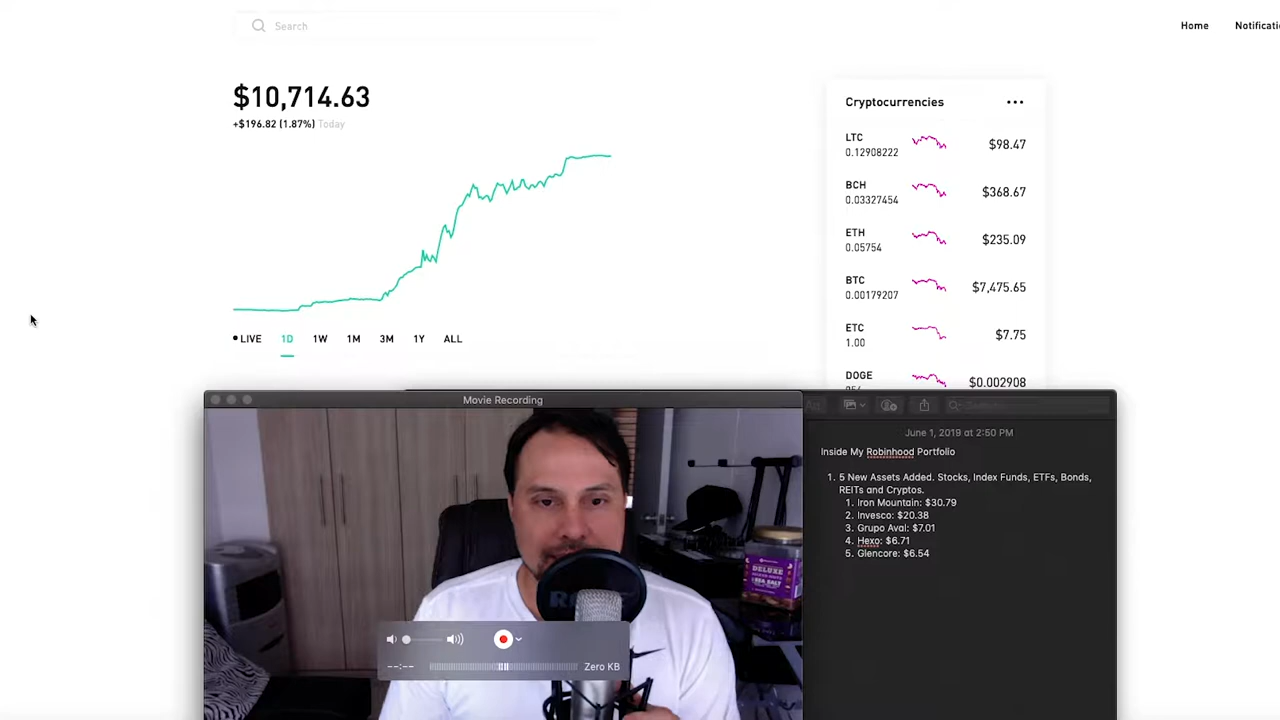 Search
Home
Notificati
$10,714.63
+$196.82 (1.87%) Today
LIVE
1D
1W
1M
3M
1Y
ALL
Cryptocurrencies
LTC
0.12908222
$98.47
BCH
0.03327454
$368.67
ETH
0.05754
$235.09
BTC
0.00179207
$7,475.65
ETC
1.00
$7.75
DOGE
$0.002908
Movie Recording
--:--
Zero KB
DELUXE
SEA SALT
Search
June 1, 2019 at 2:50 PM
Inside My Robinhood Portfolio
1. 5 New Assets Added. Stocks, Index Funds, ETFs, Bonds,
REITs and Cryptos.
1. Iron Mountain: $30.79
2. Invesco: $20.38
3. Grupo Aval: $7.01
4. Hexo: $6.71
5. Glencore: $6.54